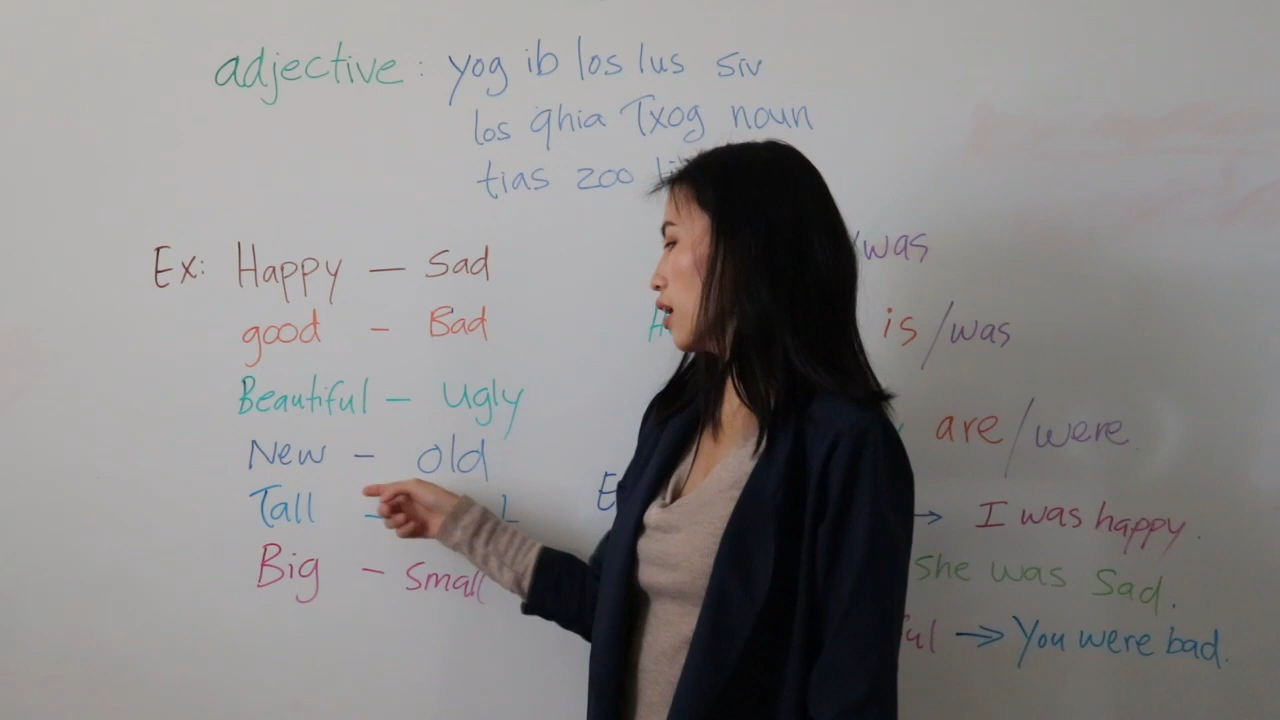 adjective: yog ib los lus siv
los qhia Txog noun
tias zoo
Ex: Happy — Sad
good - Bad
Beautiful — Ugly
New - Old
Tall -
Big - Small
/was
is/was
are/were
→ I was happy.
she was sad.
→ You were bad.